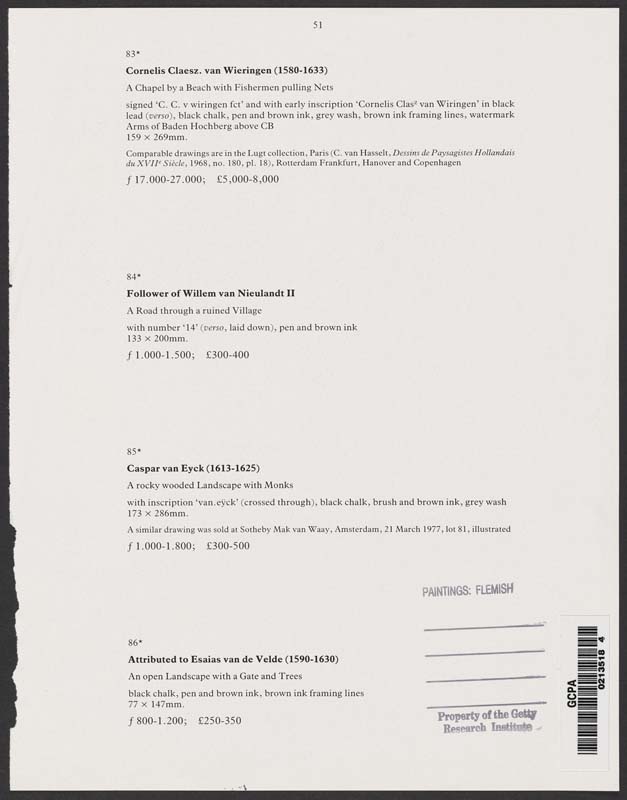 51
83*
Cornelis Claesz. van Wieringen (1580-1633)
A Chapel by a Beach with Fishermen pulling Nets
signed ‘C. C. v wiringen fct’ and with early inscription ‘Cornelis Clasᶻ van Wiringen’ in black
lead (verso), black chalk, pen and brown ink, grey wash, brown ink framing lines, watermark
Arms of Baden Hochberg above CB
159 × 269mm.
Comparable drawings are in the Lugt collection, Paris (C. van Hasselt, Dessins de Paysagistes Hollandais
du XVIIᵉ Siècle, 1968, no. 180, pl. 18), Rotterdam Frankfurt, Hanover and Copenhagen
ƒ 17.000-27.000; £5,000-8,000
84*
Follower of Willem van Nieulandt II
A Road through a ruined Village
with number ‘14’ (verso, laid down), pen and brown ink
133 × 200mm.
ƒ 1.000-1.500; £300-400
85*
Caspar van Eyck (1613-1625)
A rocky wooded Landscape with Monks
with inscription ‘van.eÿck’ (crossed through), black chalk, brush and brown ink, grey wash
173 × 286mm.
A similar drawing was sold at Sotheby Mak van Waay, Amsterdam, 21 March 1977, lot 81, illustrated
ƒ 1.000-1.800; £300-500
PAINTINGS: FLEMISH
86*
Attributed to Esaias van de Velde (1590-1630)
An open Landscape with a Gate and Trees
black chalk, pen and brown ink, brown ink framing lines
77 × 147mm.
ƒ 800-1.200; £250-350
Property of the Getty
Research Institute
GCPA
0213518 4